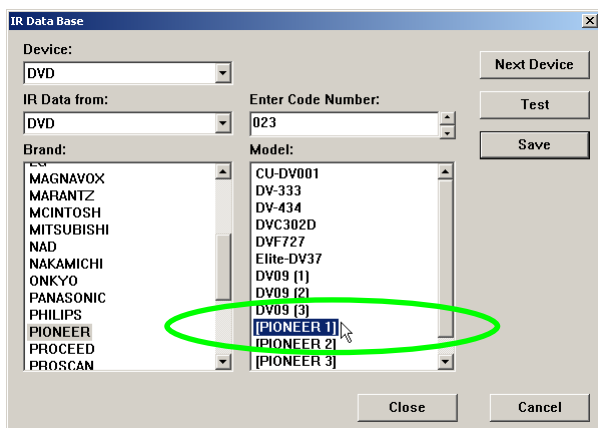 IR Data Base
Device:
DVD
Next Device
IR Data from:
DVD
Enter Code Number:
023
Test
Save
Brand:
MAGNAVOX
MARANTZ
MCINTOSH
MITSUBISHI
NAD
NAKAMICHI
ONKYO
PANASONIC
PHILIPS
PIONEER
PROCEED
PROSCAN
Model:
CU-DV001
DV-333
DV-434
DVC302D
DVF727
Elite-DV37
DV09 (1)
DV09 (2)
DV09 (3)
[PIONEER 1]
[PIONEER 2]
[PIONEER 3]
Close
Cancel